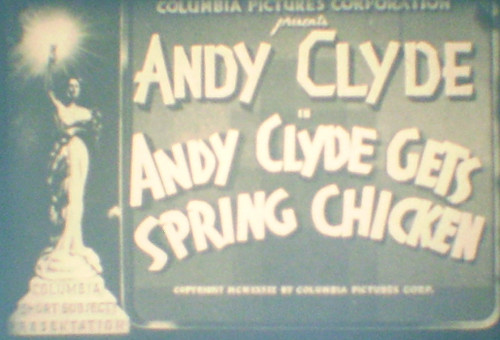 COLUMBIA PICTURES CORPORATION
presents
ANDY CLYDE
IN
ANDY CLYDE GETS
SPRING CHICKEN
COPYRIGHT MCMXXXIX BY COLUMBIA PICTURES CORP.
COLUMBIA
SHORT SUBJECT
PRESENTATION